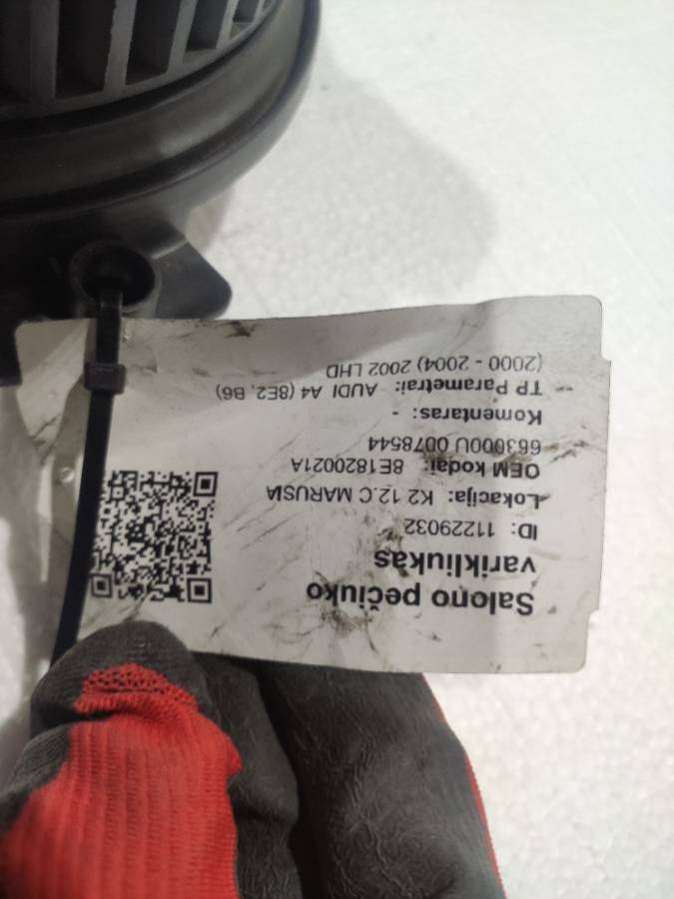 Salono pečiuko
varikliukas
ID: 11229032
Lokacija: K2 12.C MARUSIA
OEM kodai: 8E1820021A
663000U 0078544
Komentaras: -
TP Parametrai: AUDI A4 (8E2, B6)
(2000 - 2004) 2002 LHD